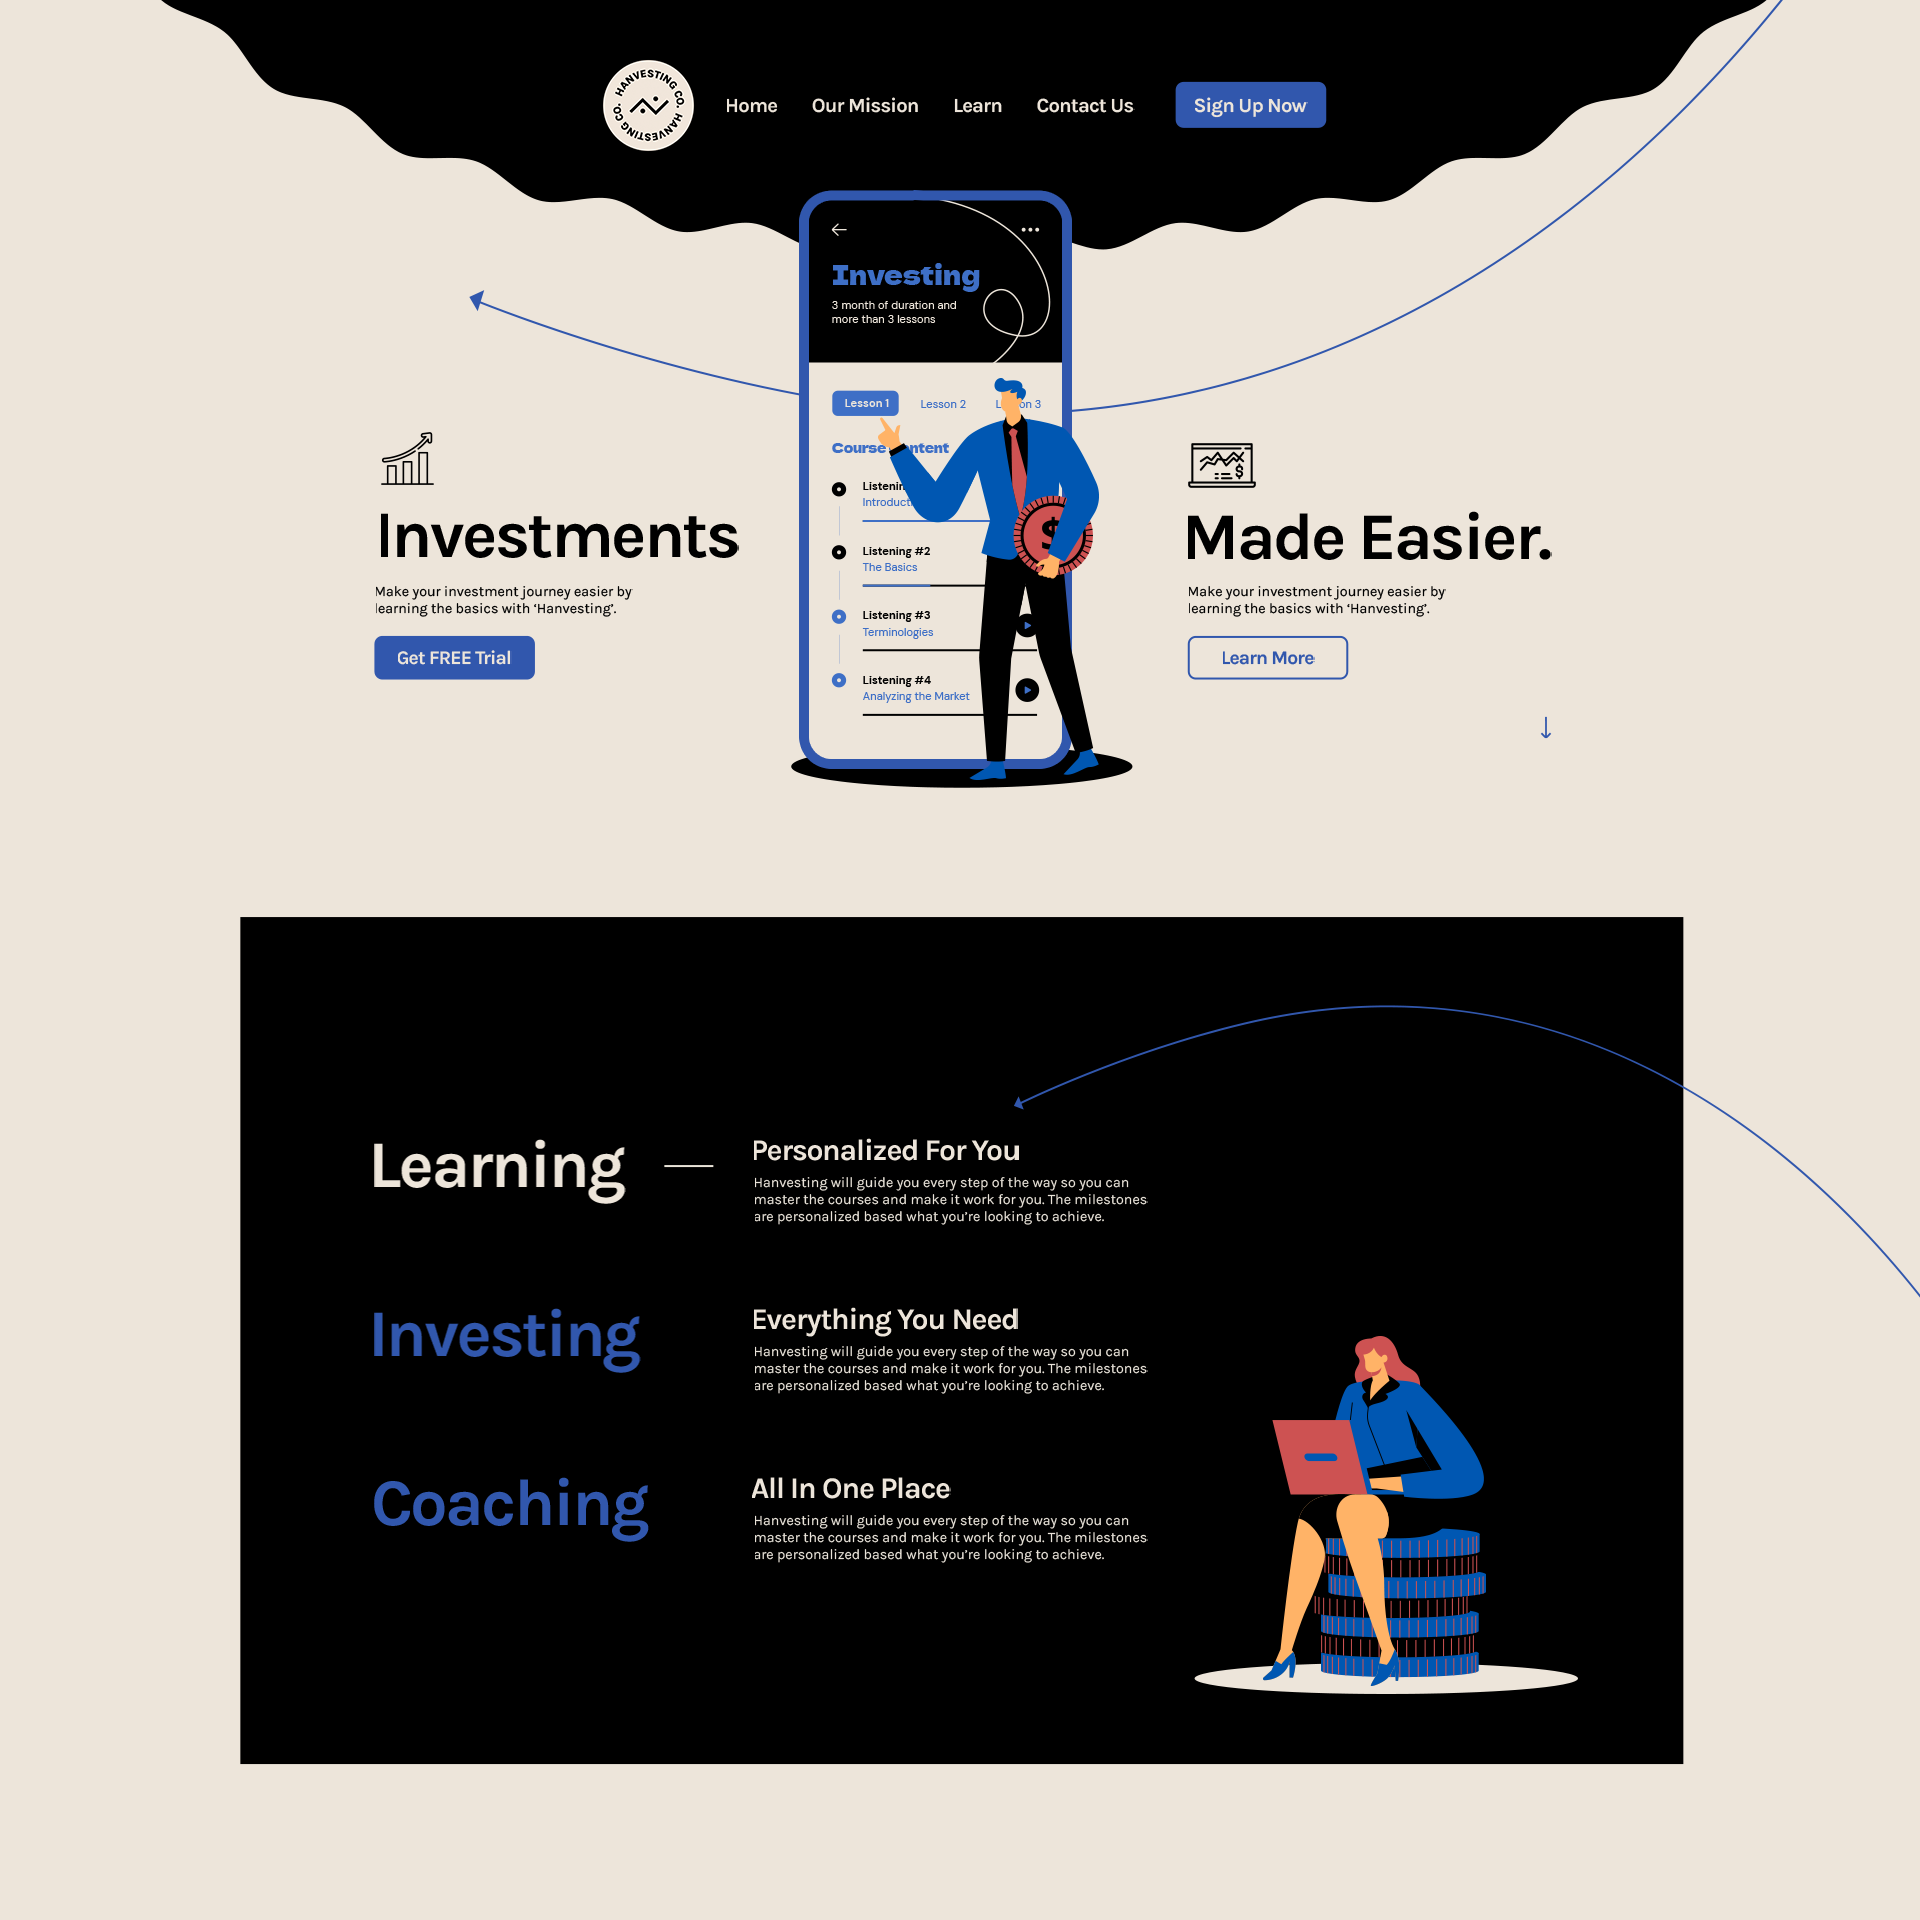 HANVESTING CO. HANVESTING CO.
Home
Our Mission
Learn
Contact Us
Sign Up Now
Investing
3 month of duration and
more than 3 lessons
Lesson 1
Lesson 2
Course
Listening #2
The Basics
Listening #3
Terminologies
Listening #4
Analyzing the Market
$
Investments
Make your investment journey easier by
learning the basics with ‘Hanvesting’.
Get FREE Trial
Made Easier.
Make your investment journey easier by
learning the basics with ‘Hanvesting’.
Learn More
Learning
Personalized For You
Hanvesting will guide you every step of the way so you can
master the courses and make it work for you. The milestones
are personalized based what you’re looking to achieve.
Investing
Everything You Need
Hanvesting will guide you every step of the way so you can
master the courses and make it work for you. The milestones
are personalized based what you’re looking to achieve.
Coaching
All In One Place
Hanvesting will guide you every step of the way so you can
master the courses and make it work for you. The milestones
are personalized based what you’re looking to achieve.